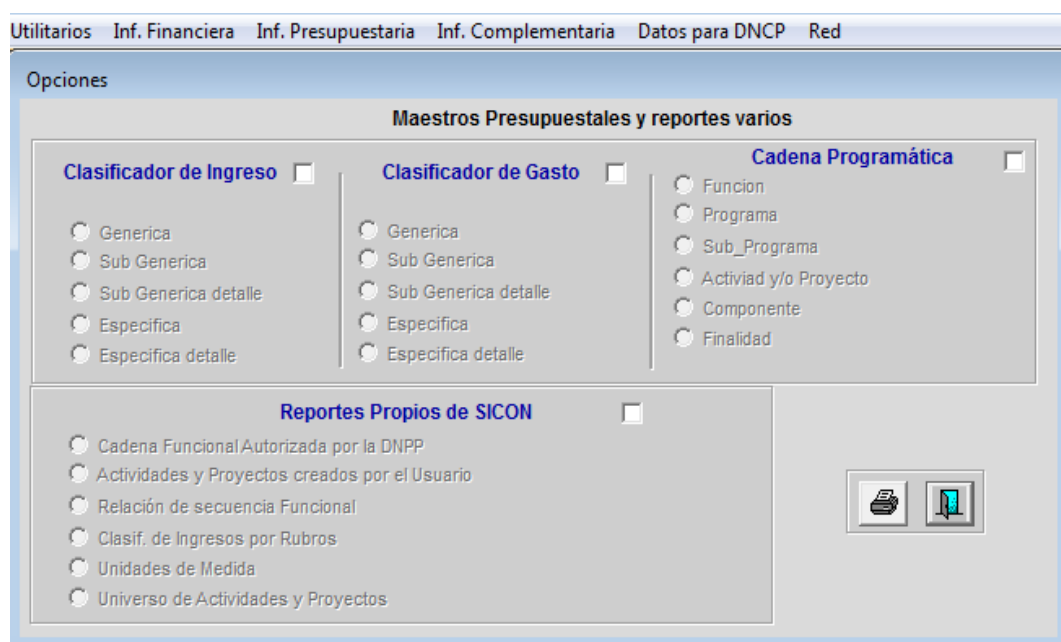 Utilitarios Inf. Financiera Inf. Presupuestaria Inf. Complementaria Datos para DNCP Red
Opciones
Maestros Presupuestales y reportes varios
Clasificador de Ingreso
Generica
Sub Generica
Sub Generica detalle
Especifica
Especifica detalle
Clasificador de Gasto
Generica
Sub Generica
Sub Generica detalle
Especifica
Especifica detalle
Cadena Programática
Funcion
Programa
Sub_Programa
Activiad y/o Proyecto
Componente
Finalidad
Reportes Propios de SICON
Cadena Funcional Autorizada por la DNPP
Actividades y Proyectos creados por el Usuario
Relación de secuencia Funcional
Clasif. de Ingresos por Rubros
Unidades de Medida
Universo de Actividades y Proyectos